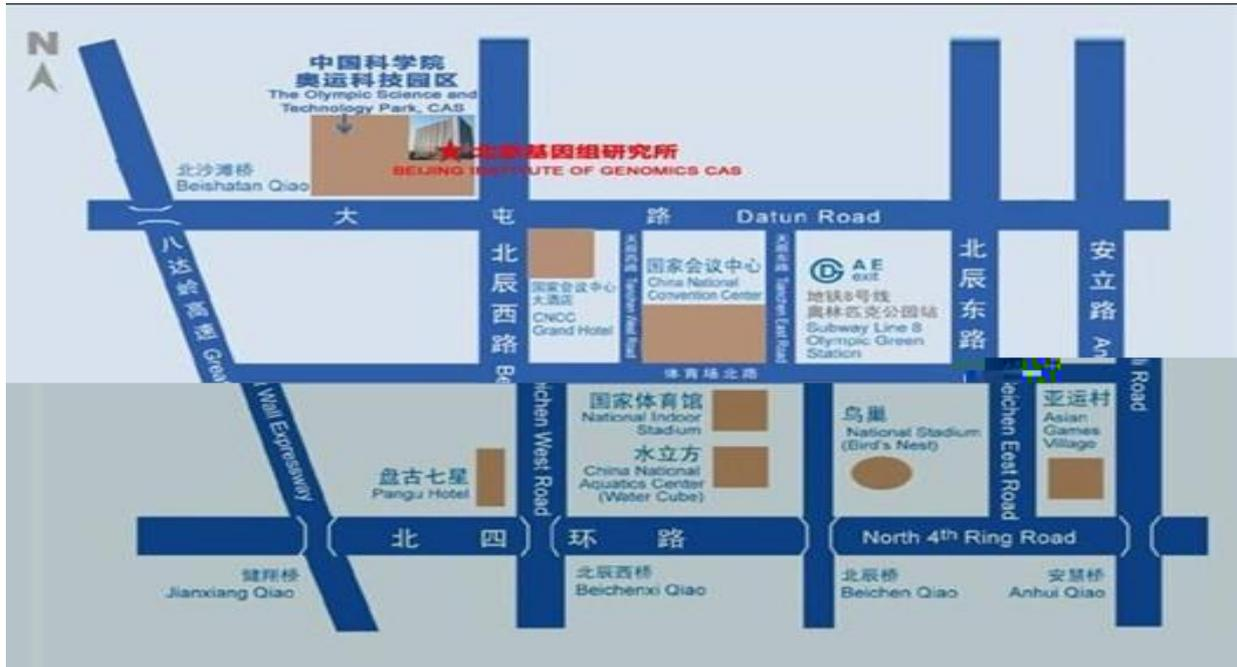 N
中国科学院
奥运科技园区
The Olympic Science and
Technology Park, CAS
北京基因组研究所
BEIJING INSTITUTE OF GENOMICS CAS
北沙滩桥
Beishatan Qiao
大屯路 Datun Road
八达岭高速 Great Wall Expressway
北辰西路 Beichen West Road
国家会议中心
大酒店
CNCC
Grand Hotel
天辰西路 Tianchen West Road
国家会议中心
China National
Convention Center
天辰东路 Tianchen East Road
A E
exit
地铁8号线
奥林匹克公园站
Subway Line 8
Olympic Green
Station
北辰东路 Beichen Eest Road
安立路 Anli Road
体育场北路
国家体育馆
National Indoor
Stadium
水立方
China National
Aquatics Center
(Water Cube)
鸟巢
National Stadium
(Bird's Nest)
亚运村
Asian
Games
Village
盘古七星
Pangu Hotel
北四环路 North 4th Ring Road
健翔桥
Jianxiang Qiao
北辰西桥
Beichenxi Qiao
北辰桥
Beichen Qiao
安慧桥
Anhui Qiao